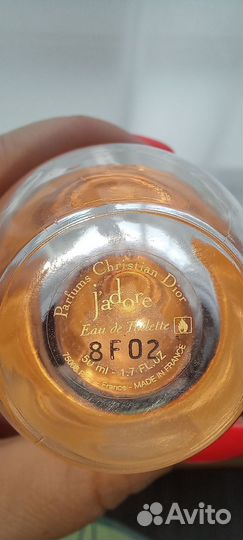 Parfums Christian Dior
j'adore
Eau de Toilette
8F02
50 ml - 1.7 FL.OZ
France - MADE IN FRANCE
Avito